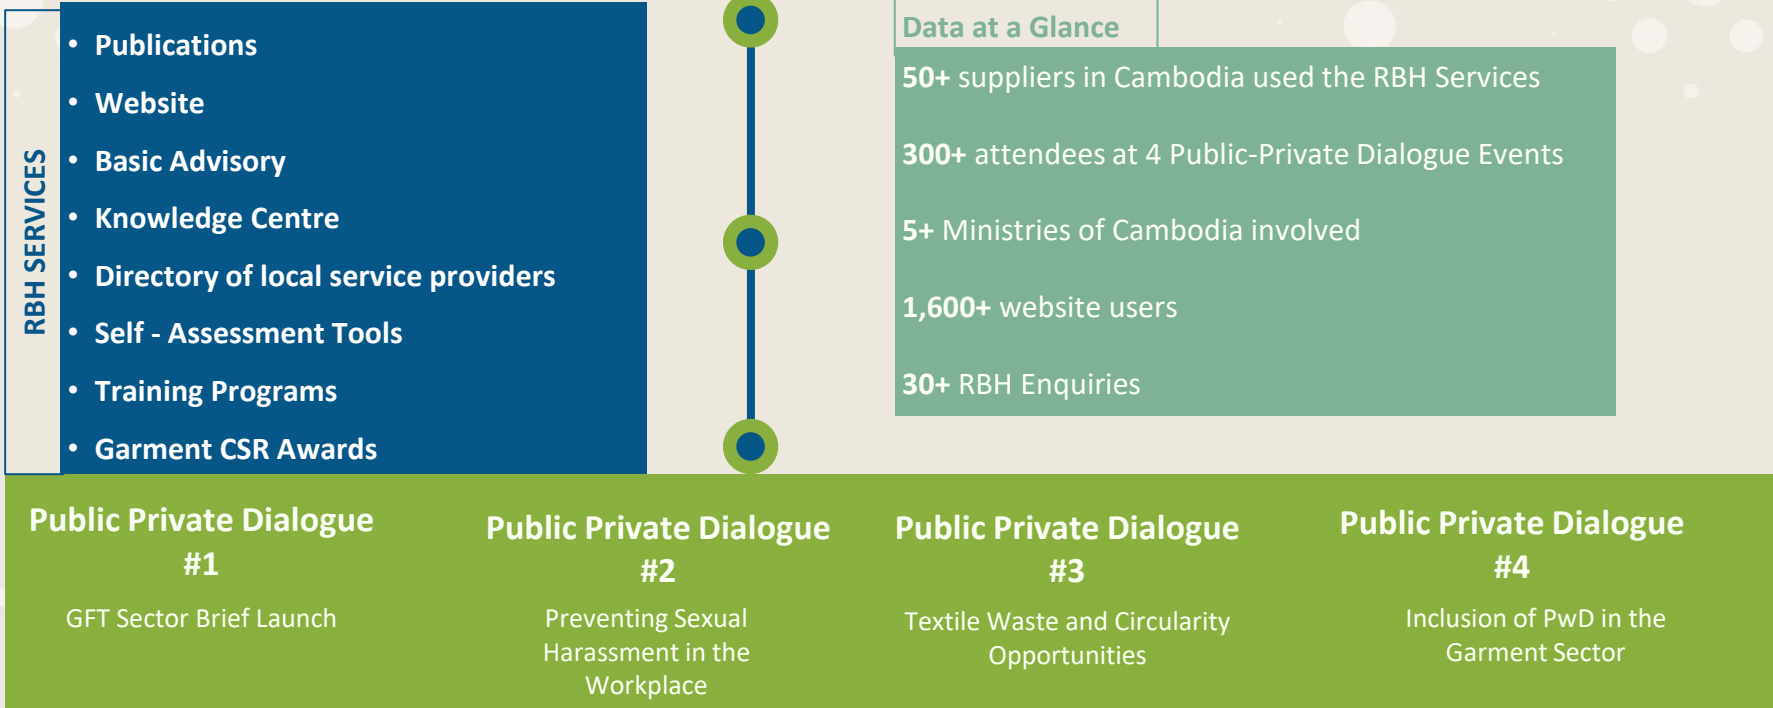 RBH SERVICES
• Publications
• Website
• Basic Advisory
• Knowledge Centre
• Directory of local service providers
• Self - Assessment Tools
• Training Programs
• Garment CSR Awards
Data at a Glance
50+ suppliers in Cambodia used the RBH Services
300+ attendees at 4 Public-Private Dialogue Events
5+ Ministries of Cambodia involved
1,600+ website users
30+ RBH Enquiries
Public Private Dialogue
#1
GFT Sector Brief Launch
Public Private Dialogue
#2
Preventing Sexual
Harassment in the
Workplace
Public Private Dialogue
#3
Textile Waste and Circularity
Opportunities
Public Private Dialogue
#4
Inclusion of PwD in the
Garment Sector